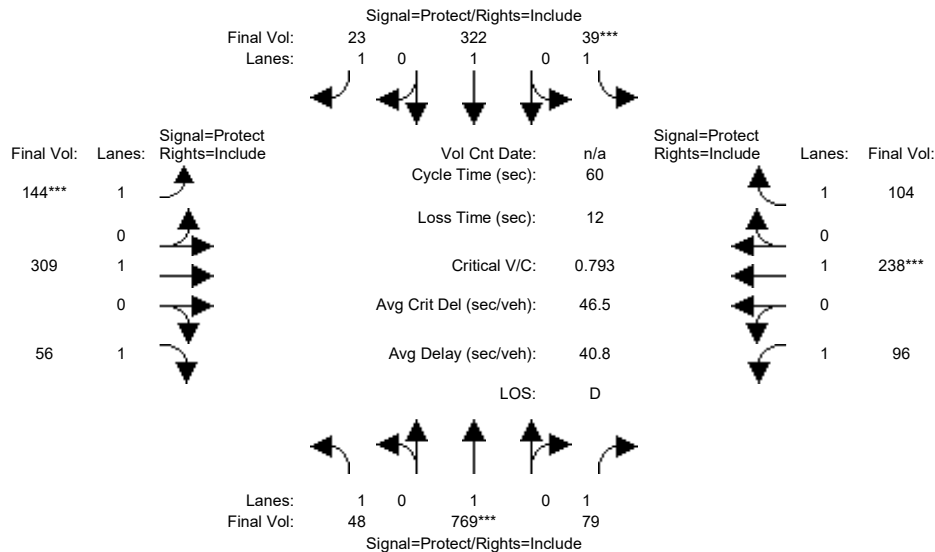 Signal=Protect/Rights=Include
Final Vol: 23 322 39***
Lanes: 1 0 1 0 1
Signal=Protect
Final Vol: Lanes: Rights=Include
Vol Cnt Date: n/a
Signal=Protect
Rights=Include Lanes: Final Vol:
Cycle Time (sec): 60
144*** 1
1 104
Loss Time (sec): 12
0
0
309 1
Critical V/C: 0.793
1 238***
0
Avg Crit Del (sec/veh): 46.5
0
56 1
Avg Delay (sec/veh): 40.8
1 96
LOS: D
Lanes: 1 0 1 0 1
Final Vol: 48 769*** 79
Signal=Protect/Rights=Include